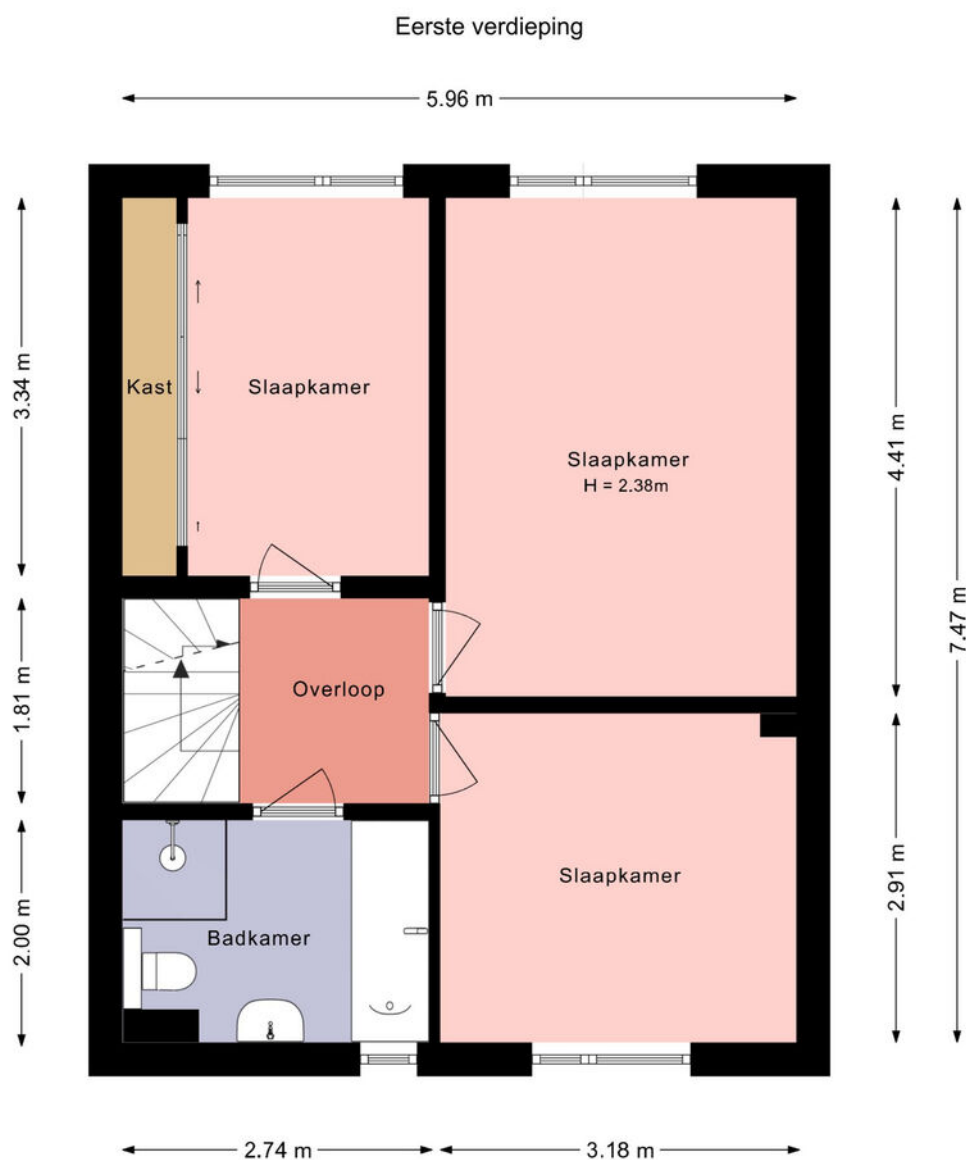 Eerste verdieping
5.96 m
3.34 m
Kast
Slaapkamer
Slaapkamer
H = 2.38m
4.41 m
7.47 m
1.81 m
Overloop
2.00 m
Badkamer
Slaapkamer
2.91 m
2.74 m
3.18 m